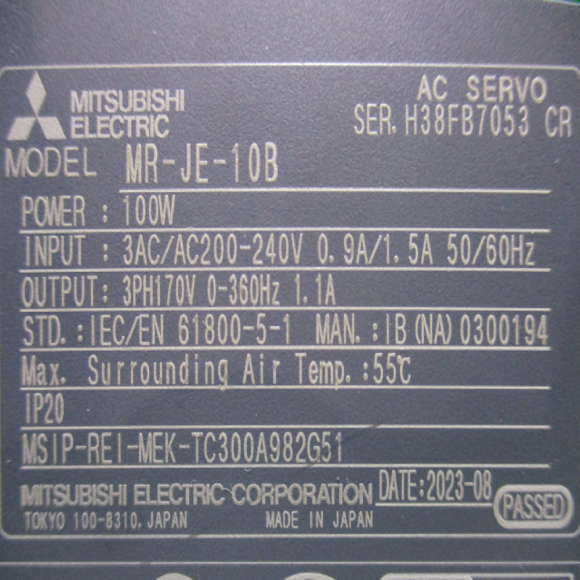 AC SERVO
MITSUBISHI
ELECTRIC
SER. H38FB7053 CR
MODEL MR-JE-10B
POWER : 100W
INPUT : 3AC/AC200-240V 0.9A/1.5A 50/60Hz
OUTPUT: 3PH170V 0-360Hz 1.1A
STD.: IEC/EN 61800-5-1 MAN.: IB(NA)0300194
Max. Surrounding Air Temp.:55℃
IP20
MSIP-REI-MEK-TC300A982G51
MITSUBISHI ELECTRIC CORPORATION DATE:2023-08
TOKYO 100-8310, JAPAN MADE IN JAPAN
PASSED